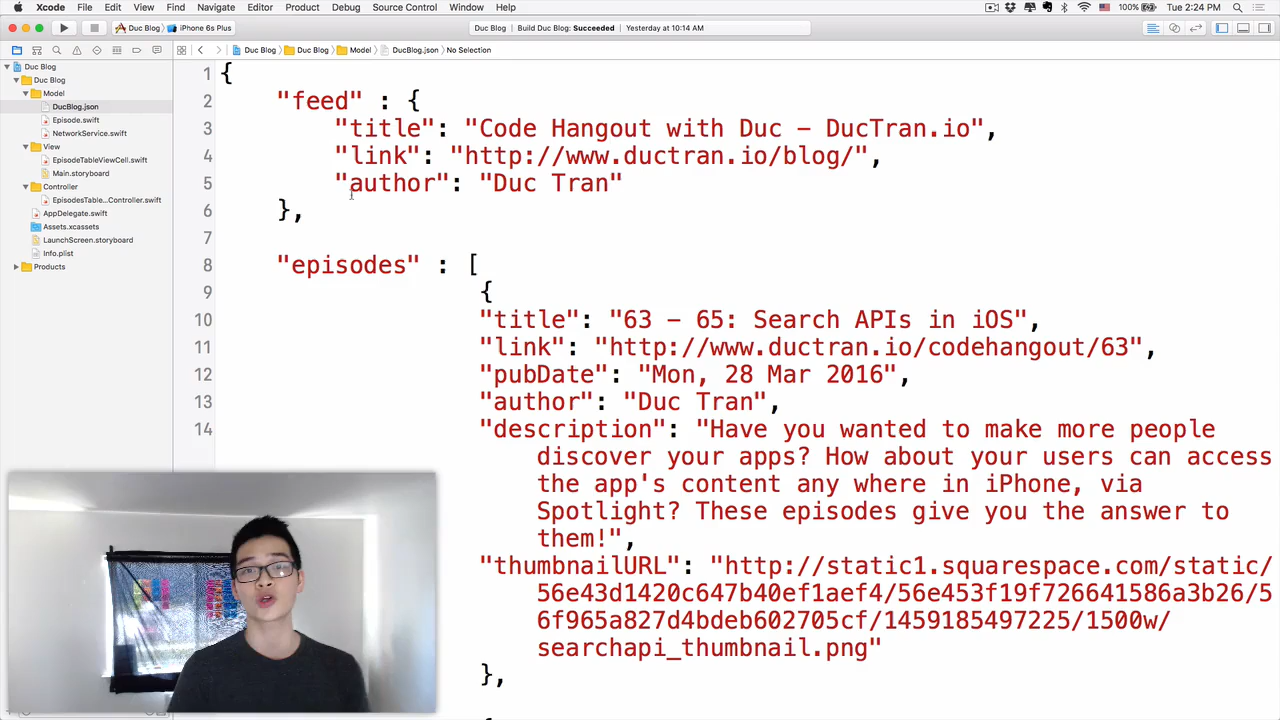 Xcode File Edit View Find Navigate Editor Product Debug Source Control Window Help 100% Tue 2:24 PM
Duc Blog iPhone 6s Plus Duc Blog | Build Duc Blog: Succeeded Yesterday at 10:14 AM
Duc Blog Duc Blog Model DucBlog.json No Selection
Duc Blog
Duc Blog
Model
DucBlog.json
Episode.swift
NetworkService.swift
View
EpisodeTableViewCell.swift
Main.storyboard
Controller
EpisodesTable...Controller.swift
AppDelegate.swift
Assets.xcassets
LaunchScreen.storyboard
Info.plist
Products
1 {
2 "feed" : {
3 "title": "Code Hangout with Duc – DucTran.io",
4 "link": "http://www.ductran.io/blog/",
5 "author": "Duc Tran"
6 },
7
8 "episodes" : [
9 {
10 "title": "63 – 65: Search APIs in iOS",
11 "link": "http://www.ductran.io/codehangout/63",
12 "pubDate": "Mon, 28 Mar 2016",
13 "author": "Duc Tran",
14 "description": "Have you wanted to make more people
discover your apps? How about your users can access
the app's content any where in iPhone, via
Spotlight? These episodes give you the answer to
them!",
"thumbnailURL": "http://static1.squarespace.com/static/
56e43d1420c647b40ef1aef4/56e453f19f726641586a3b26/5
6f965a827d4bdeb602705cf/1459185497225/1500w/
searchapi_thumbnail.png"
},